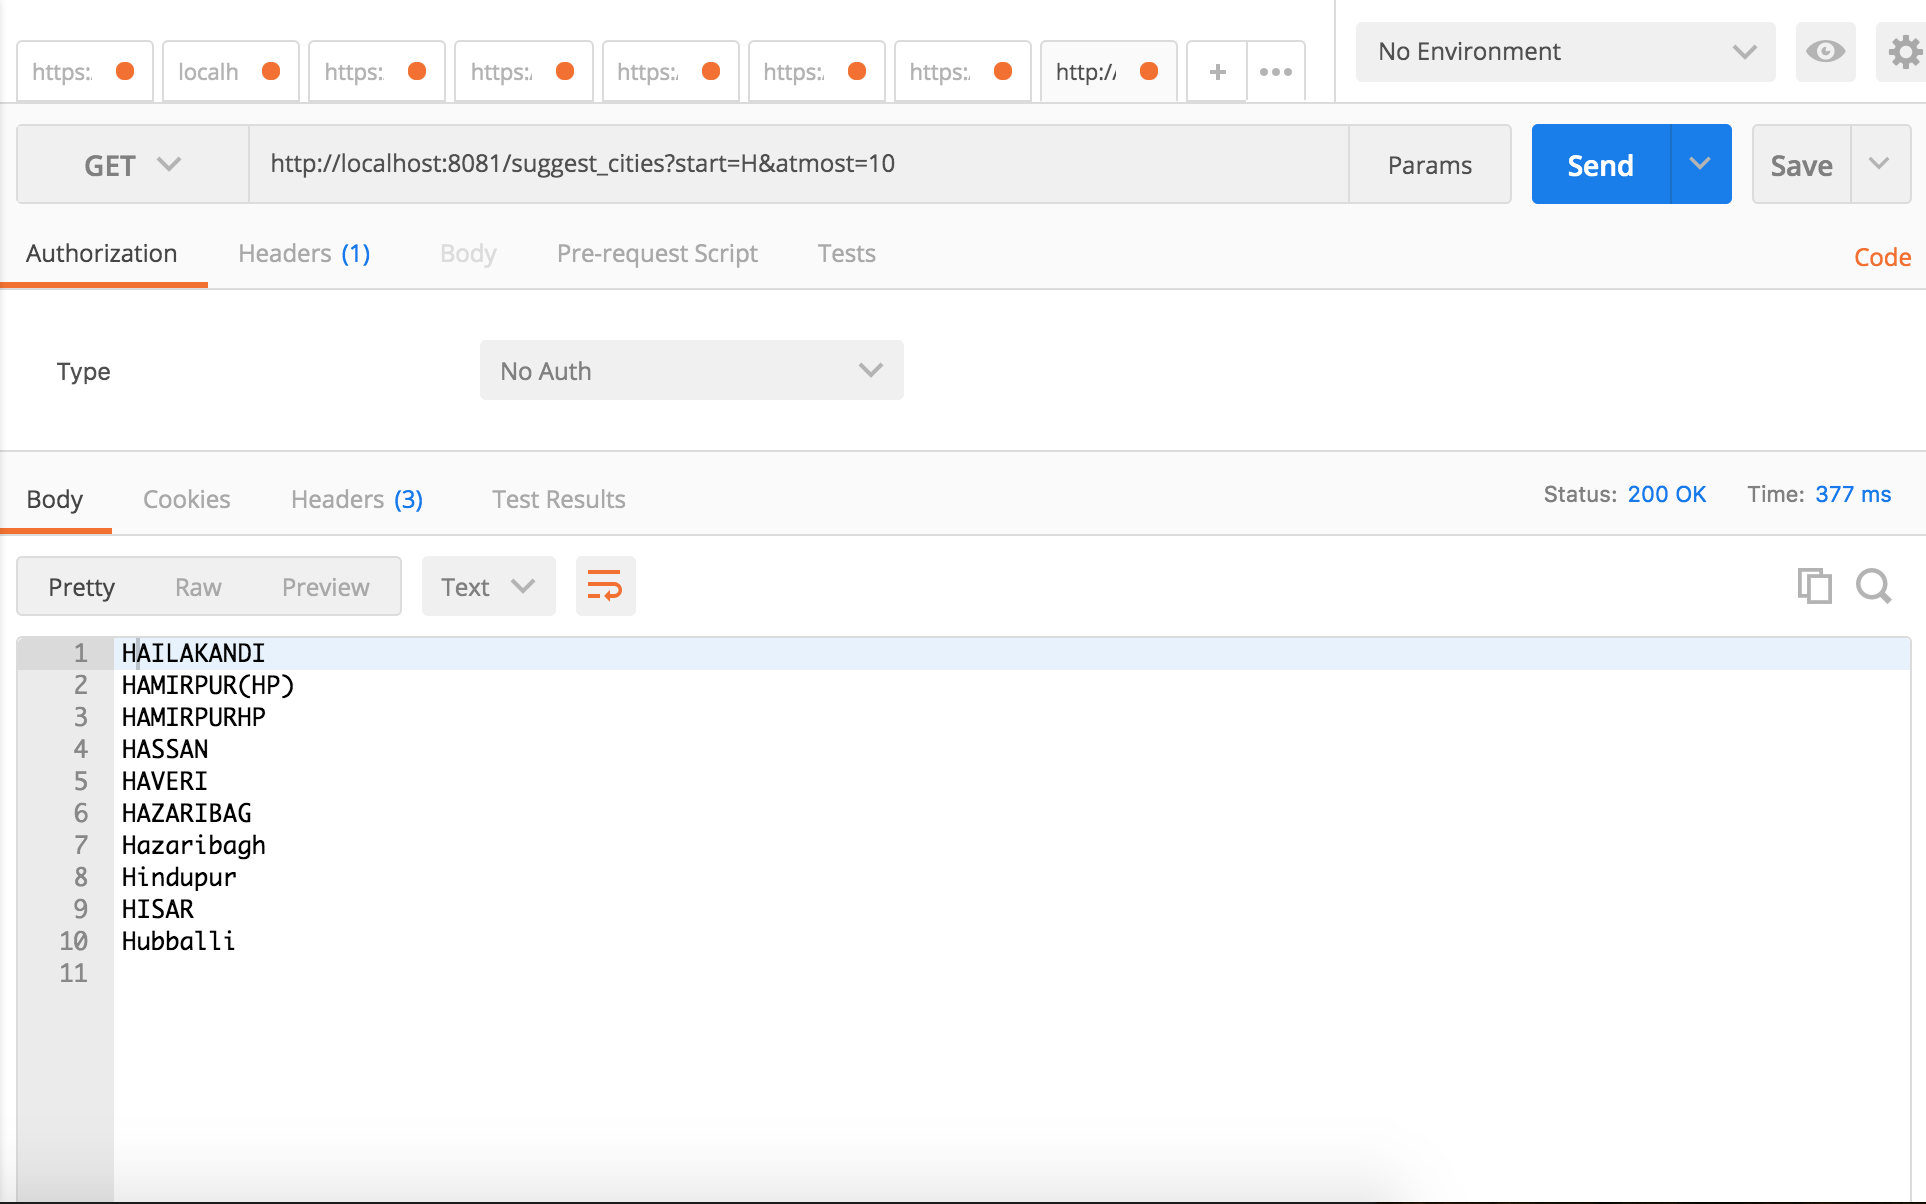 https:
localh
https:
https:/
https:/
https:/
https:/
http://
+
No Environment
GET
http://localhost:8081/suggest_cities?start=H&atmost=10
Params
Send
Save
Authorization
Headers (1)
Body
Pre-request Script
Tests
Code
Type
No Auth
Body
Cookies
Headers (3)
Test Results
Status: 200 OK
Time: 377 ms
Pretty
Raw
Preview
Text
1 HAILAKANDI
2 HAMIRPUR(HP)
3 HAMIRPURHP
4 HASSAN
5 HAVERI
6 HAZARIBAG
7 Hazaribagh
8 Hindupur
9 HISAR
10 Hubballi
11